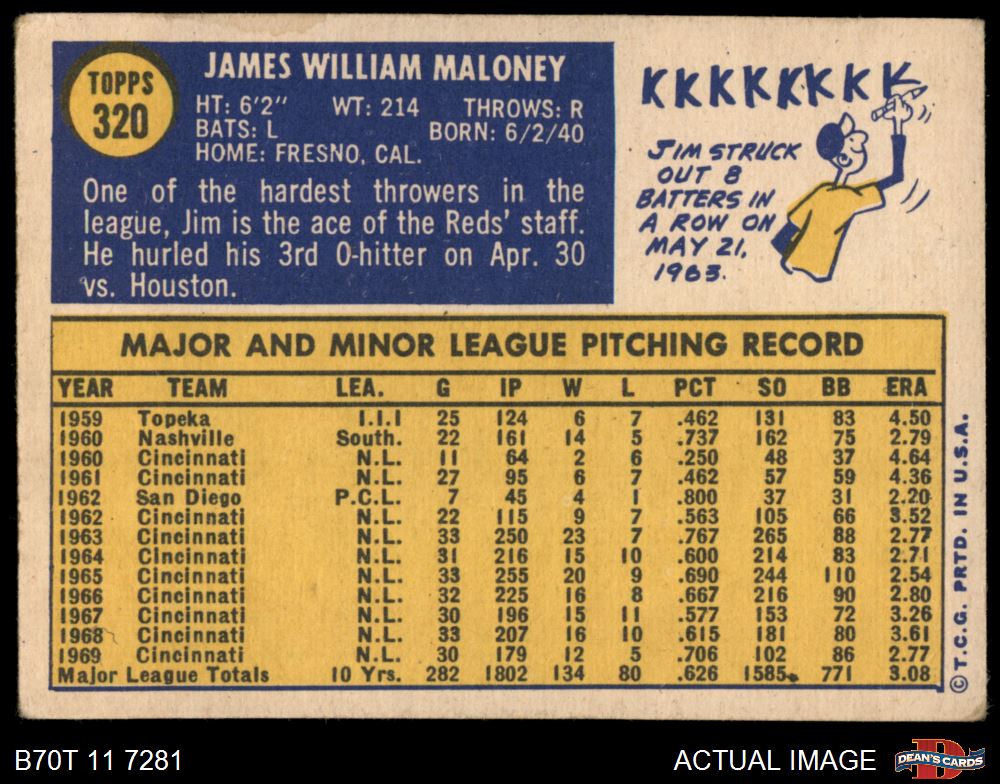 TOPPS
320
JAMES WILLIAM MALONEY
HT: 6'2" WT: 214 THROWS: R
BATS: L BORN: 6/2/40
HOME: FRESNO, CAL.
One of the hardest throwers in the
league, Jim is the ace of the Reds' staff.
He hurled his 3rd 0-hitter on Apr. 30
vs. Houston.
KKKKKKKK
JIM STRUCK
OUT 8
BATTERS IN
A ROW ON
MAY 21,
1963.
MAJOR AND MINOR LEAGUE PITCHING RECORD
YEAR TEAM LEA. G IP W L PCT SO BB ERA
1959 Topeka I.I.I 25 124 6 7 .462 131 83 4.50
1960 Nashville South. 22 161 14 5 .737 162 75 2.79
1960 Cincinnati N.L. 11 64 2 6 .250 48 37 4.64
1961 Cincinnati N.L. 27 95 6 7 .462 57 59 4.36
1962 San Diego P.C.L. 7 45 4 1 .800 37 31 2.20
1962 Cincinnati N.L. 22 115 9 7 .563 105 66 3.52
1963 Cincinnati N.L. 33 250 23 7 .767 265 88 2.77
1964 Cincinnati N.L. 31 216 15 10 .600 214 83 2.71
1965 Cincinnati N.L. 33 255 20 9 .690 244 110 2.54
1966 Cincinnati N.L. 32 225 16 8 .667 216 90 2.80
1967 Cincinnati N.L. 30 196 15 11 .577 153 72 3.26
1968 Cincinnati N.L. 33 207 16 10 .615 181 80 3.61
1969 Cincinnati N.L. 30 179 12 5 .706 102 86 2.77
Major League Totals 10 Yrs. 282 1802 134 80 .626 1585 771 3.08
© T.C.G. PRTD. IN U.S.A.
B70T 11 7281
ACTUAL IMAGE
D
DEAN'S CARDS